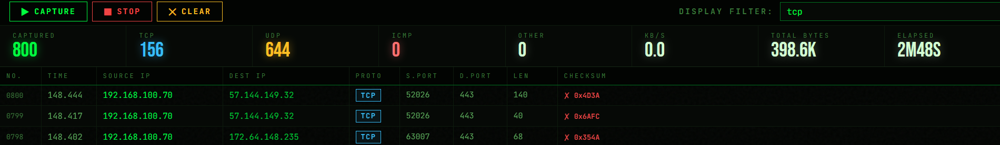 ▶ CAPTURE ■ STOP ✕ CLEAR DISPLAY FILTER: tcp
CAPTURED TCP UDP ICMP OTHER KB/S TOTAL BYTES ELAPSED
800 156 644 0 0 0.0 398.6K 2M48S
NO. TIME SOURCE IP DEST IP PROTO S.PORT D.PORT LEN CHECKSUM
0800 148.444 192.168.100.70 57.144.149.32 TCP 52026 443 140 ✗ 0x4D3A
0799 148.417 192.168.100.70 57.144.149.32 TCP 52026 443 40 ✗ 0x6AFC
0798 148.402 192.168.100.70 172.64.148.235 TCP 63007 443 68 ✗ 0x354A